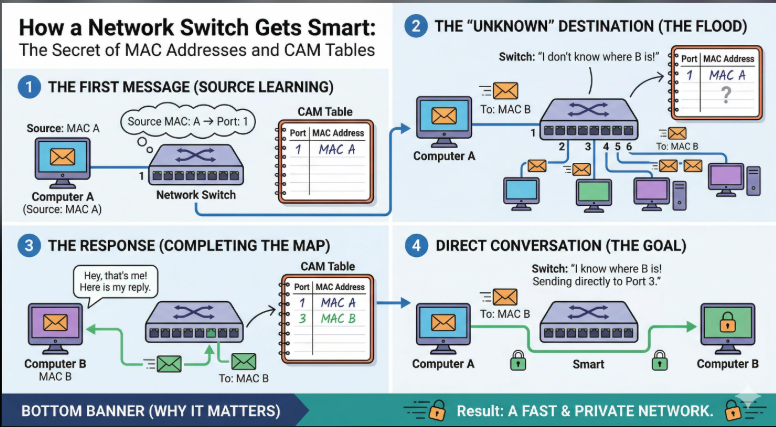 How a Network Switch Gets Smart:
The Secret of MAC Addresses and CAM Tables
1 THE FIRST MESSAGE (SOURCE LEARNING)
Source MAC: A → Port: 1
Source: MAC A
Computer A
(Source: MAC A)
1
Network Switch
CAM Table
Port MAC Address
1 MAC A
2 THE “UNKNOWN” DESTINATION (THE FLOOD)
Switch: “I don't know where B is!”
Port MAC Address
1 MAC A
?
To: MAC B
Computer A
1
2 3 4 5 6
To: MAC B
3 THE RESPONSE (COMPLETING THE MAP)
Hey, that's me!
Here is my reply.
Computer B
MAC B
To: MAC B
CAM Table
Port MAC Address
1 MAC A
3 MAC B
4 DIRECT CONVERSATION (THE GOAL)
Switch: “I know where B is!
Sending directly to Port 3.”
To: MAC B
Computer A
Smart
Computer B
BOTTOM BANNER (WHY IT MATTERS)
Result: A FAST & PRIVATE NETWORK.